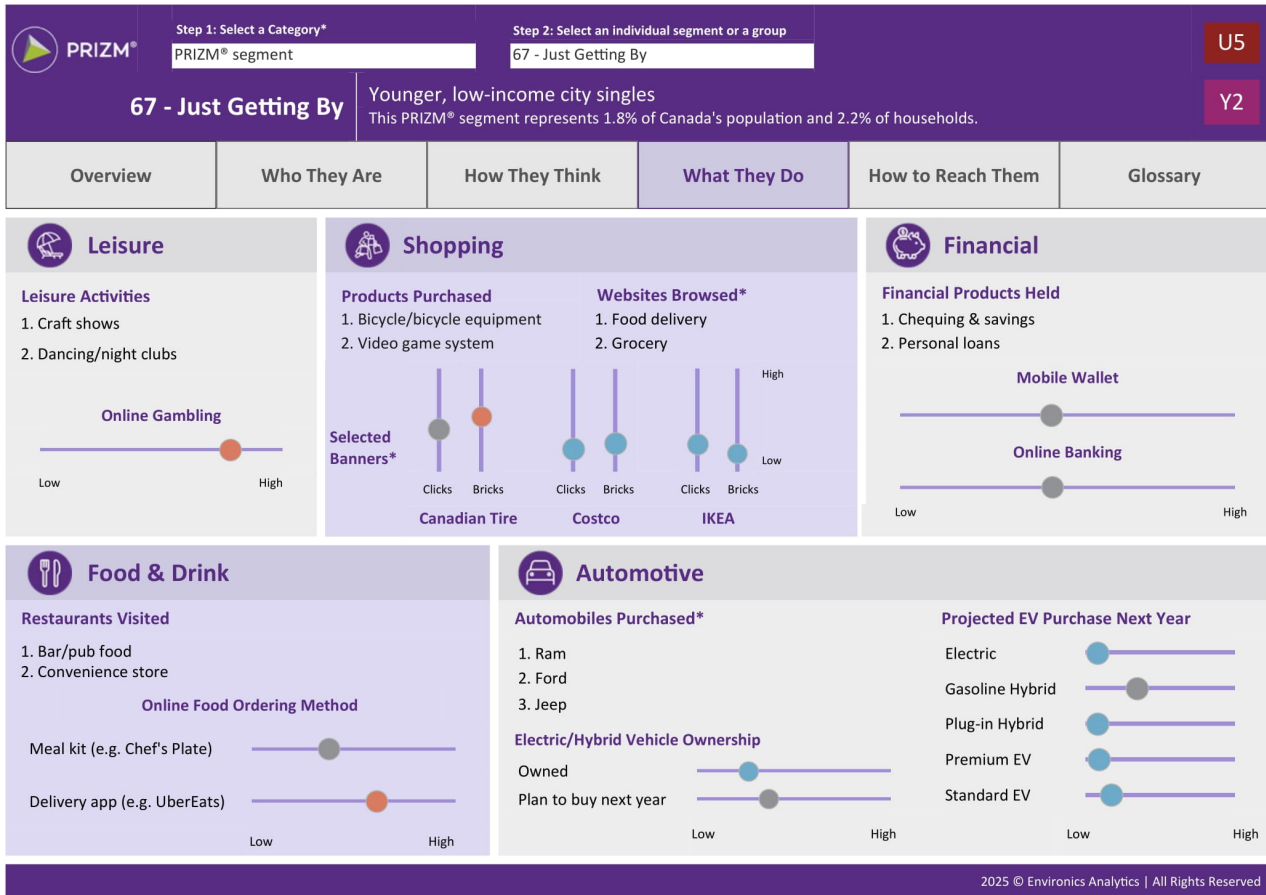 PRIZM®
Step 1: Select a Category*
PRIZM® segment
Step 2: Select an individual segment or a group
67 - Just Getting By
U5
67 - Just Getting By
Younger, low-income city singles
This PRIZM® segment represents 1.8% of Canada's population and 2.2% of households.
Y2
Overview
Who They Are
How They Think
What They Do
How to Reach Them
Glossary
Leisure
Leisure Activities
1. Craft shows
2. Dancing/night clubs
Online Gambling
Low High
Shopping
Products Purchased
1. Bicycle/bicycle equipment
2. Video game system
Websites Browsed*
1. Food delivery
2. Grocery
High
Selected
Banners*
Low
Clicks Bricks Clicks Bricks Clicks Bricks
Canadian Tire Costco IKEA
Financial
Financial Products Held
1. Chequing & savings
2. Personal loans
Mobile Wallet
Online Banking
Low High
Food & Drink
Restaurants Visited
1. Bar/pub food
2. Convenience store
Online Food Ordering Method
Meal kit (e.g. Chef's Plate)
Delivery app (e.g. UberEats)
Low High
Automotive
Automobiles Purchased*
1. Ram
2. Ford
3. Jeep
Electric/Hybrid Vehicle Ownership
Owned
Plan to buy next year
Low High
Projected EV Purchase Next Year
Electric
Gasoline Hybrid
Plug-in Hybrid
Premium EV
Standard EV
Low High
2025 © Environics Analytics | All Rights Reserved